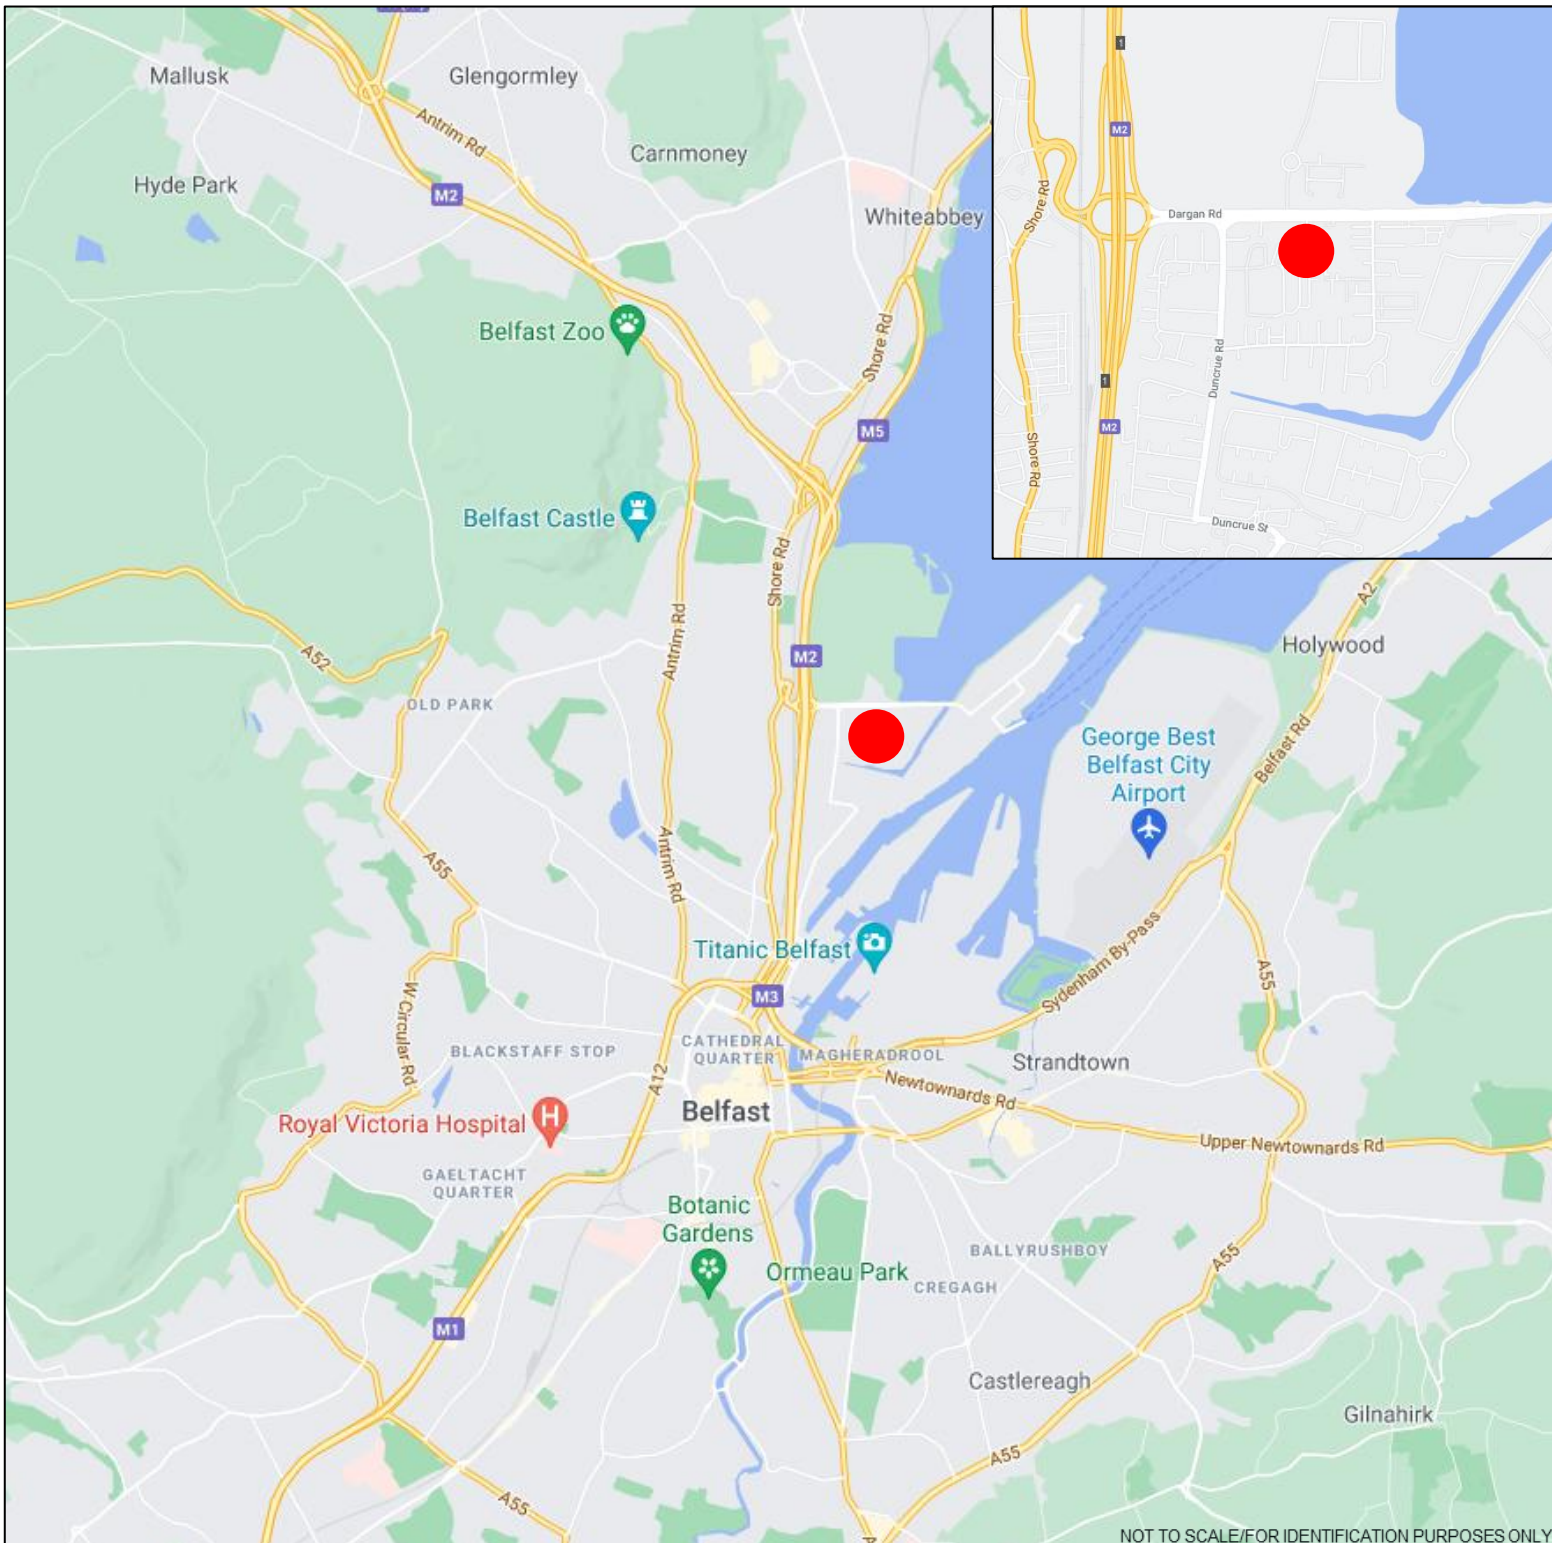 Mallusk
Glengormley
Antrim Rd
Carnmoney
Hyde Park
M2
Whiteabbey
Belfast Zoo
Shore Rd
M5
Belfast Castle
Shore Rd
Antrim Rd
M2
A52
OLD PARK
A2
Holywood
George Best
Belfast City
Airport
Belfast Rd
A55
Antrim Rd
Titanic Belfast
Sydenham By-Pass
A55
M3
W Circular Rd
BLACKSTAFF STOP
CATHEDRAL
QUARTER
MAGHERADROOL
Strandtown
A12
Newtownards Rd
Belfast
Royal Victoria Hospital
H
Upper Newtownards Rd
GAELTACHT
QUARTER
Botanic
Gardens
Ormeau Park
BALLYRUSHBOY
CREGAGH
A55
M1
Castlereagh
Gilnahirk
A55
A55
NOT TO SCALE/FOR IDENTIFICATION PURPOSES ONLY
1
M2
Shore Rd
Dargan Rd
Duncrue Rd
1
M2
Shore Rd
Duncrue St